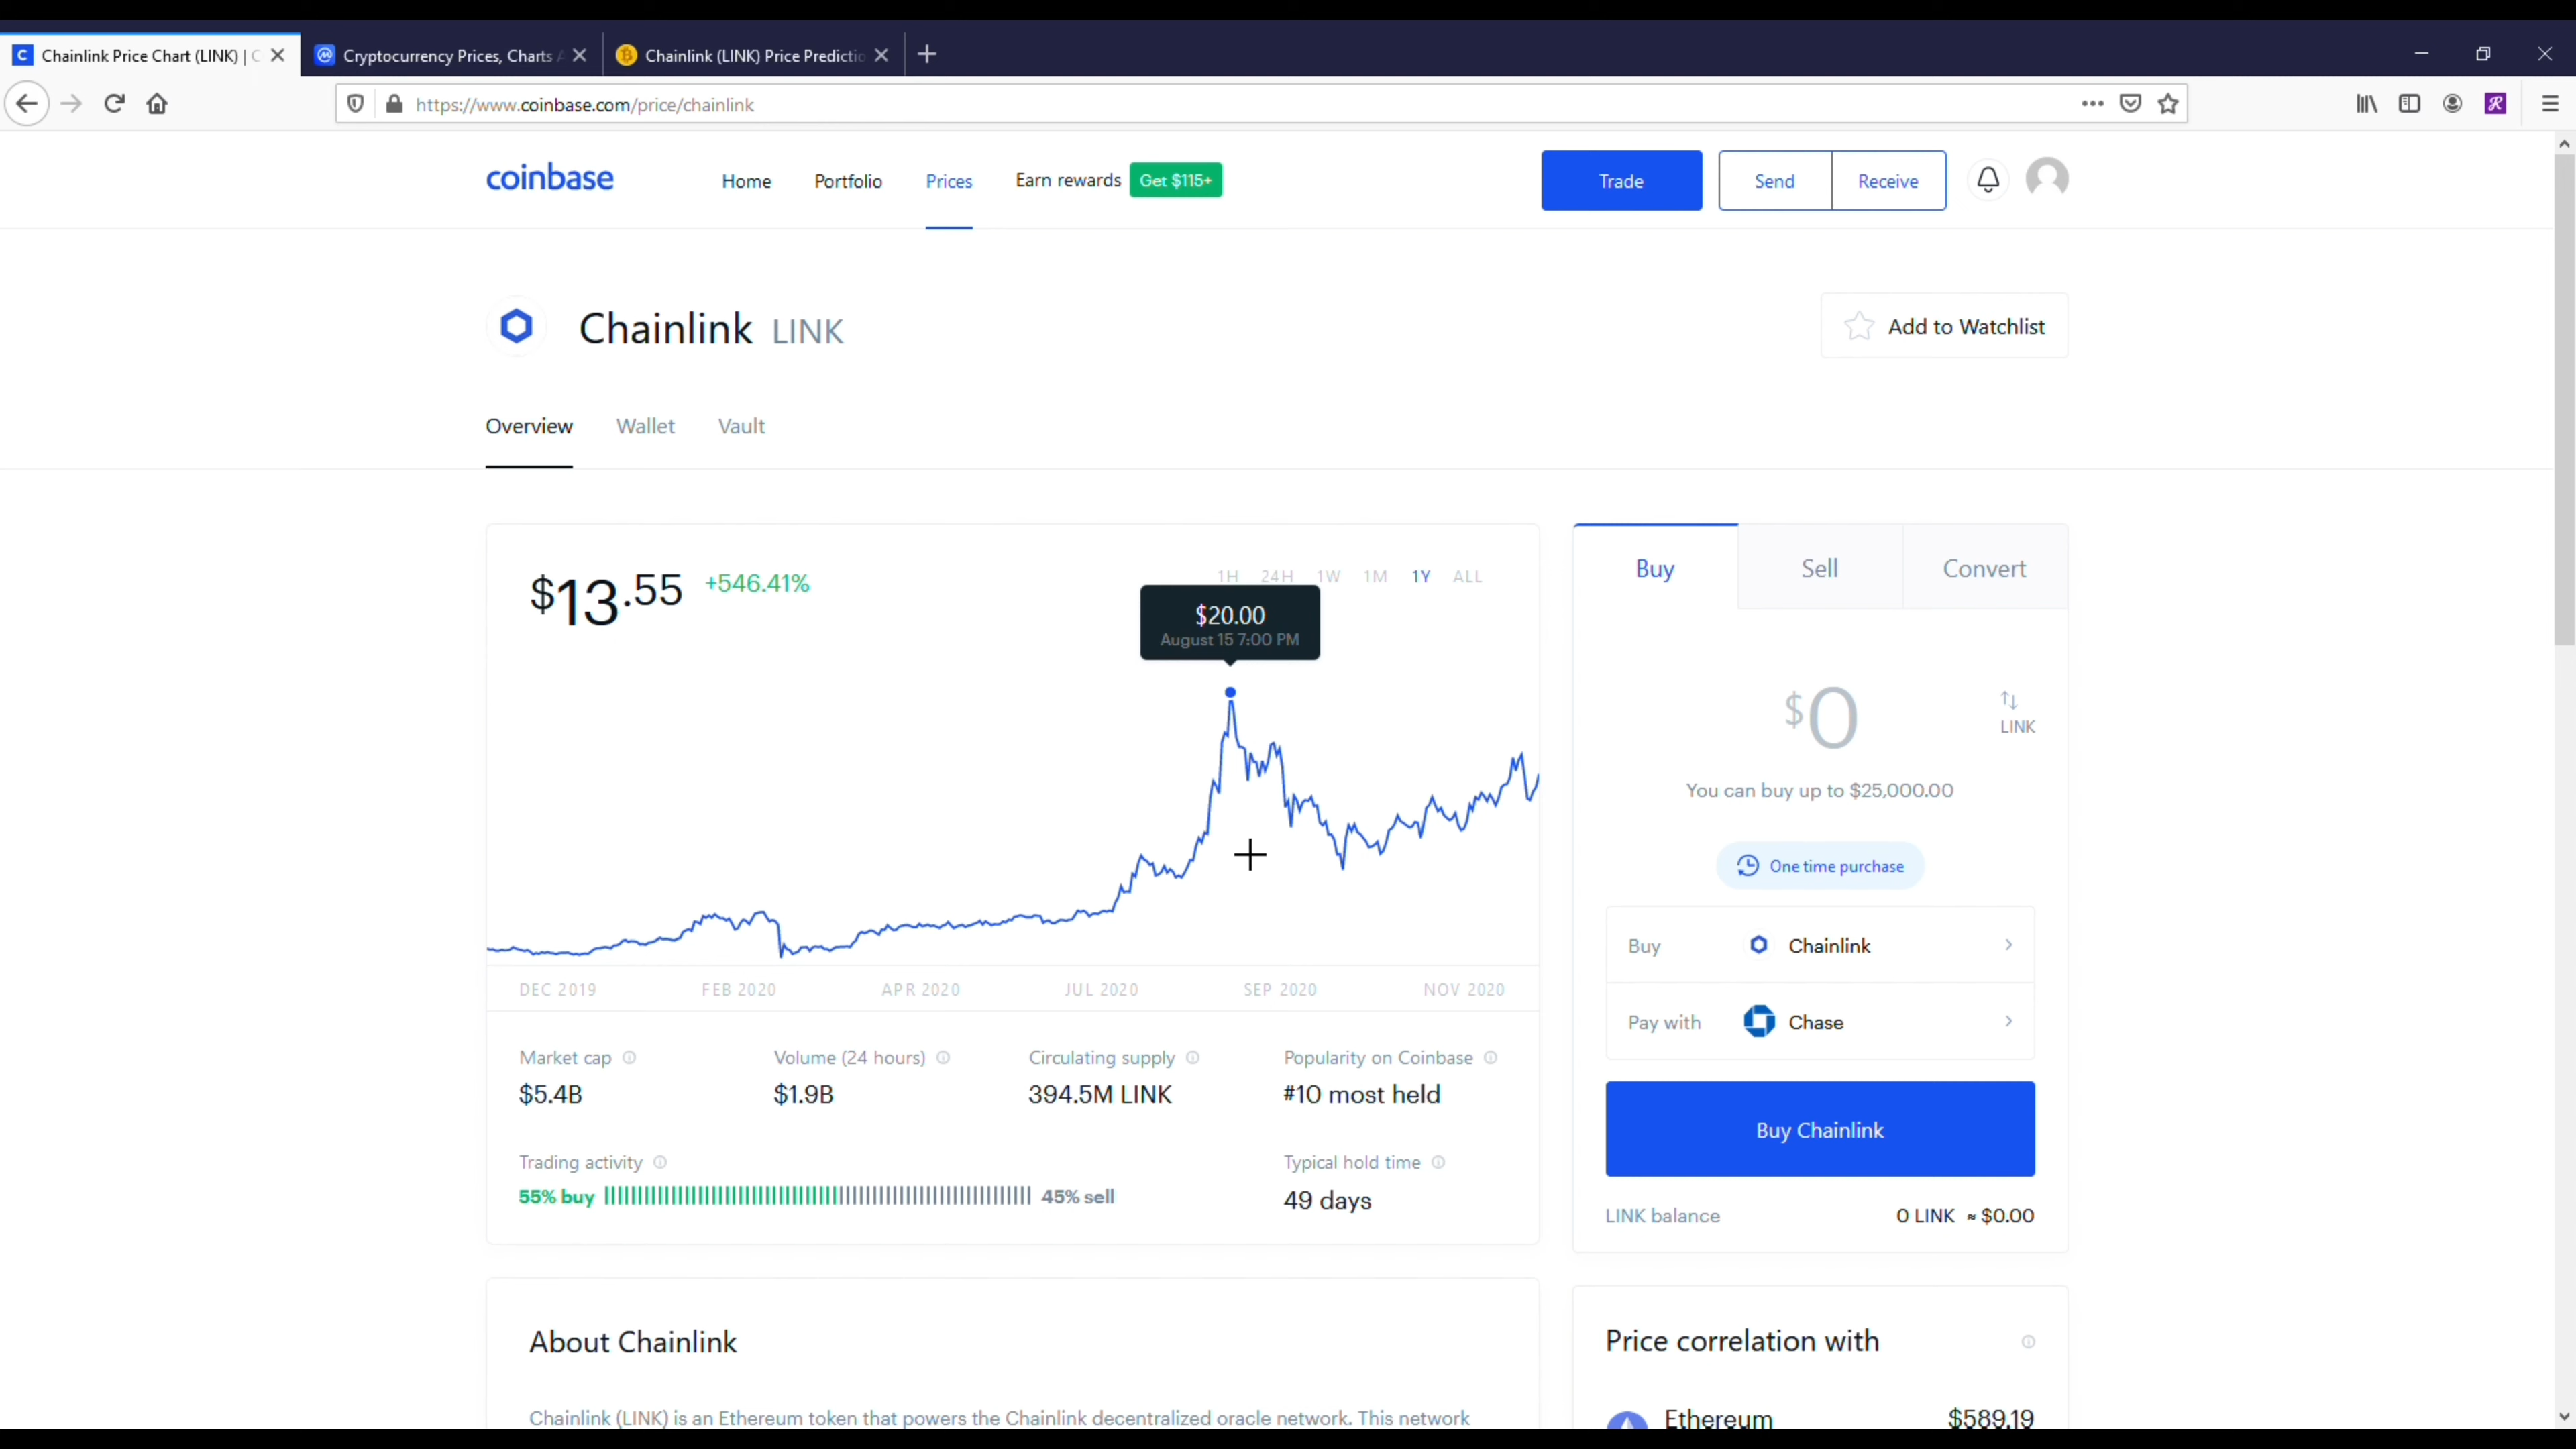 Chainlink Price Chart (LINK) | C
Cryptocurrency Prices, Charts A
Chainlink (LINK) Price Predictio
https://www.coinbase.com/price/chainlink
coinbase
Home
Portfolio
Prices
Earn rewards
Get $115+
Trade
Send
Receive
Chainlink LINK
Add to Watchlist
Overview
Wallet
Vault
$13.55
+546.41%
1H 24H 1W 1M 1Y ALL
$20.00
August 15 7:00 PM
DEC 2019 FEB 2020 APR 2020 JUL 2020 SEP 2020 NOV 2020
Market cap
$5.4B
Volume (24 hours)
$1.9B
Circulating supply
394.5M LINK
Popularity on Coinbase
#10 most held
Trading activity
55% buy
45% sell
Typical hold time
49 days
About Chainlink
Chainlink (LINK) is an Ethereum token that powers the Chainlink decentralized oracle network. This network
Buy
Sell
Convert
$0
LINK
You can buy up to $25,000.00
One time purchase
Buy Chainlink
Pay with Chase
Buy Chainlink
LINK balance
0 LINK ≈ $0.00
Price correlation with
Ethereum
$589.19